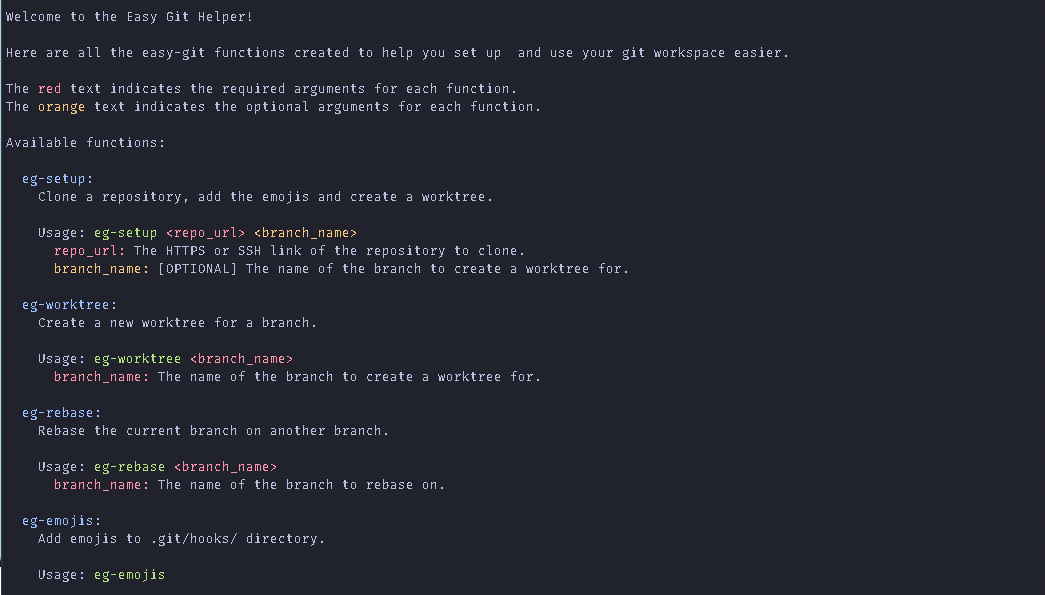 Welcome to the Easy Git Helper!
Here are all the easy-git functions created to help you set up  and use your git workspace easier.
The red text indicates the required arguments for each function.
The orange text indicates the optional arguments for each function.
Available functions:
eg-setup:
Clone a repository, add the emojis and create a worktree.
Usage: eg-setup <repo_url> <branch_name>
repo_url: The HTTPS or SSH link of the repository to clone.
branch_name: [OPTIONAL] The name of the branch to create a worktree for.
eg-worktree:
Create a new worktree for a branch.
Usage: eg-worktree <branch_name>
branch_name: The name of the branch to create a worktree for.
eg-rebase:
Rebase the current branch on another branch.
Usage: eg-rebase <branch_name>
branch_name: The name of the branch to rebase on.
eg-emojis:
Add emojis to .git/hooks/ directory.
Usage: eg-emojis